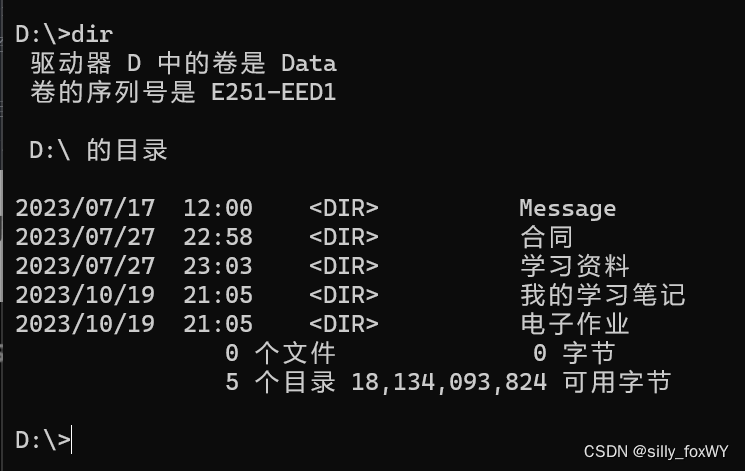 D:\>dir
驱动器 D 中的卷是 Data
卷的序列号是 E251-EED1
D:\ 的目录
2023/07/17  12:00    <DIR>          Message
2023/07/27  22:58    <DIR>          合同
2023/07/27  23:03    <DIR>          学习资料
2023/10/19  21:05    <DIR>          我的学习笔记
2023/10/19  21:05    <DIR>          电子作业
0 个文件              0 字节
5 个目录 18,134,093,824 可用字节
D:\>
CSDN @silly_foxWY